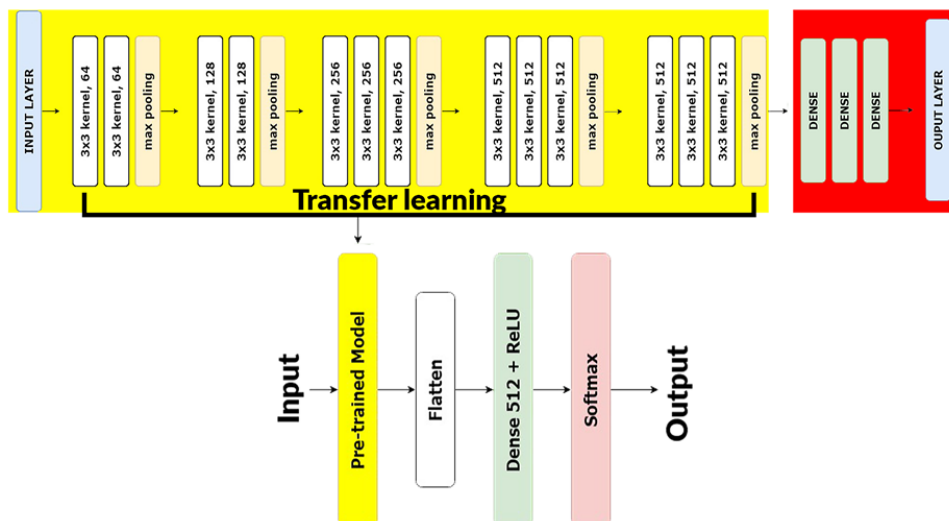 INPUT LAYER
3x3 kernel, 64
3x3 kernel, 64
max pooling
3x3 kernel, 128
3x3 kernel, 128
max pooling
3x3 kernel, 256
3x3 kernel, 256
3x3 kernel, 256
max pooling
3x3 kernel, 512
3x3 kernel, 512
3x3 kernel, 512
max pooling
3x3 kernel, 512
3x3 kernel, 512
3x3 kernel, 512
max pooling
DENSE
DENSE
DENSE
OUPUT LAYER
Transfer learning
Input
Pre-trained Model
Flatten
Dense 512 + ReLU
Softmax
Output